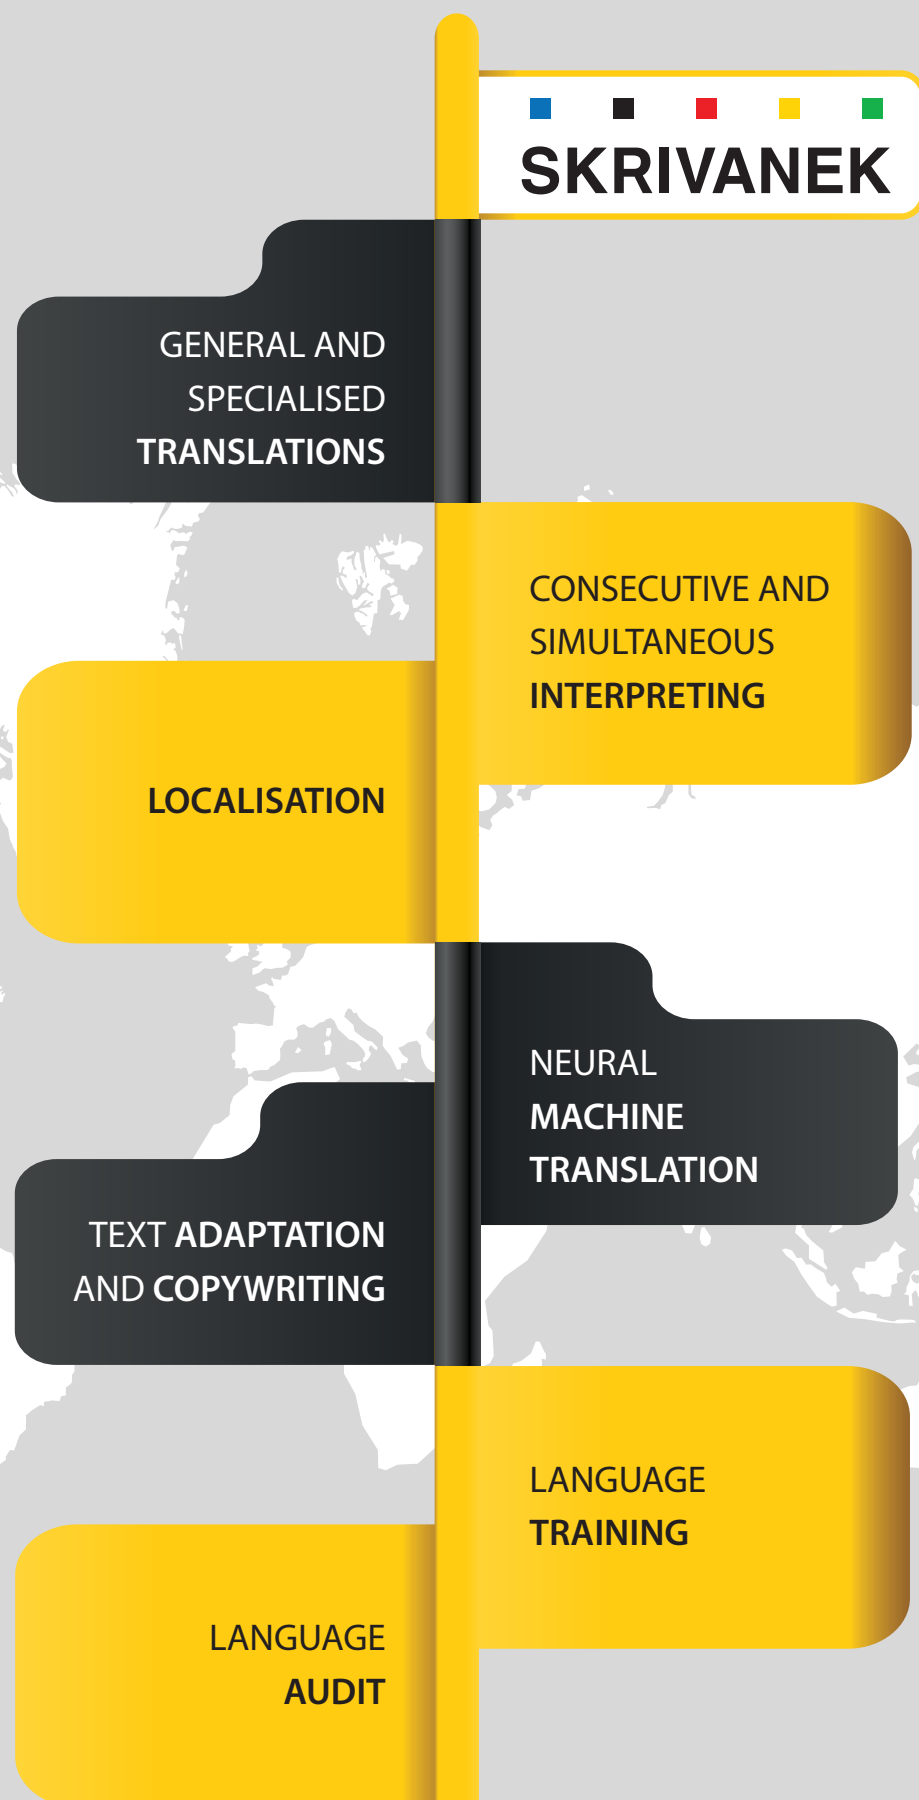 SKRIVANEK
GENERAL AND
SPECIALISED
TRANSLATIONS
CONSECUTIVE AND
SIMULTANEOUS
INTERPRETING
LOCALISATION
NEURAL
MACHINE
TRANSLATION
TEXT ADAPTATION
AND COPYWRITING
LANGUAGE
TRAINING
LANGUAGE
AUDIT